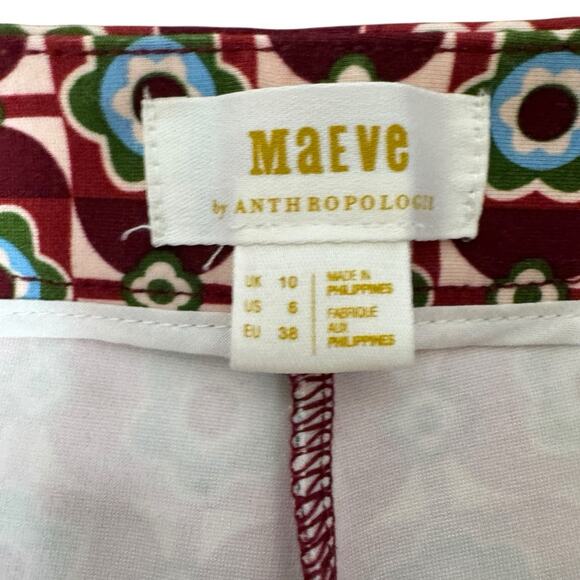 MaEVe
by ANTHROPOLOGIE
UK 10
US 6
EU 38
MADE IN
PHILIPPINES
FABRIQUE
AUX
PHILIPPINES